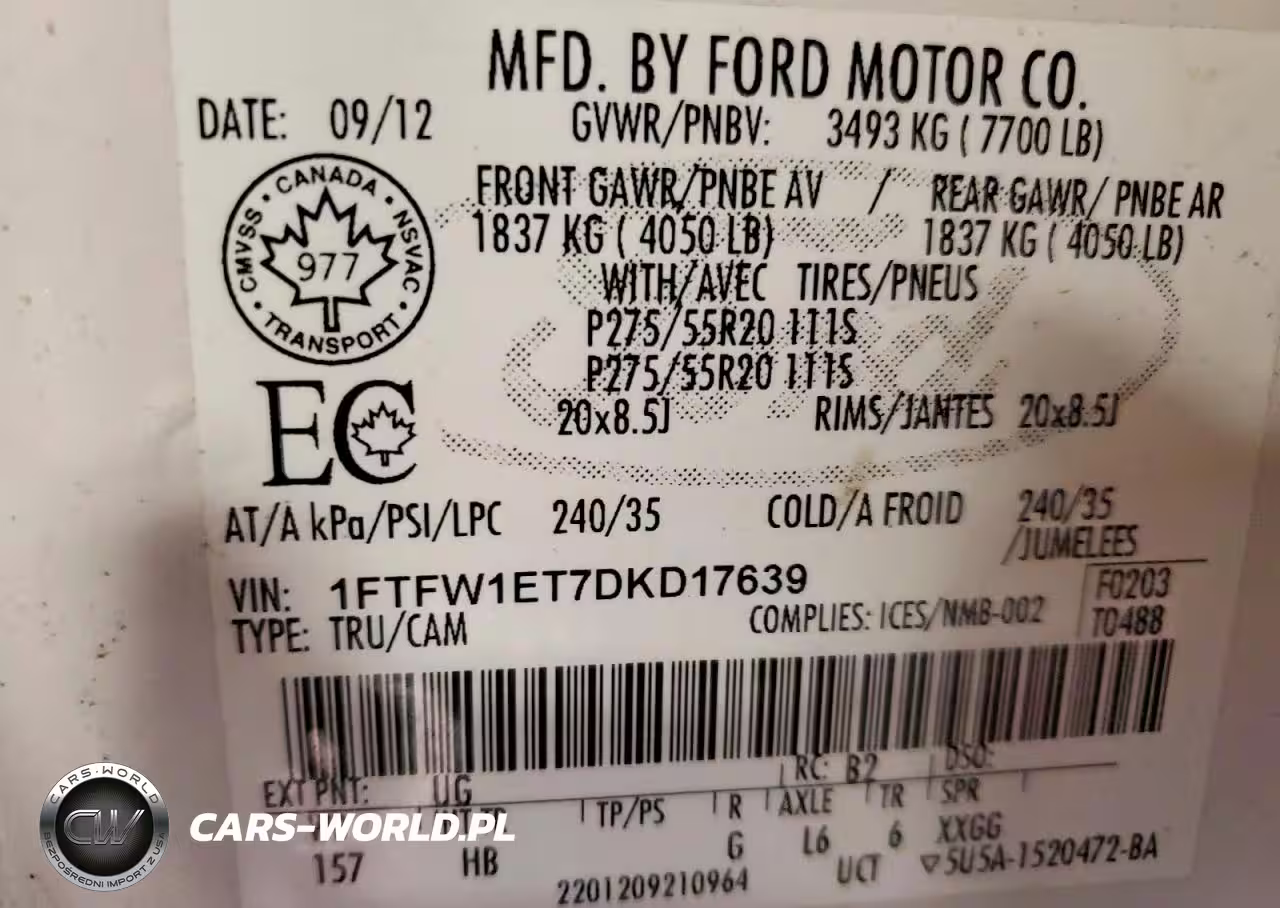 MFD. BY FORD MOTOR CO.
DATE: 09/12 GVWR/PNBV: 3493 KG ( 7700 LB)
FRONT GAWR/PNBE AV / REAR GAWR/ PNBE AR
1837 KG ( 4050 LB) 1837 KG ( 4050 LB)
WITH/AVEC TIRES/PNEUS
P275/55R20 111S
P275/55R20 111S
20x8.5J RIMS/JANTES 20x8.5J
CANADA
CMVSS · NSVAC
977
TRANSPORT
EC
AT/A kPa/PSI/LPC 240/35 COLD/A FROID 240/35
/JUMELEES
VIN: 1FTFW1ET7DKD17639
F0203
TYPE: TRU/CAM COMPLIES: ICES/NMB-002 T0488
EXT PNT: UG RC: B2 DSO:
TP/PS R AXLE TR SPR
157 HB G L6 6 XXGG
2201209210964 UCT ▽5U5A-1520472-BA
CARS·WORLD
CW
BEZPOŚREDNI IMPORT Z USA
CARS-WORLD.PL